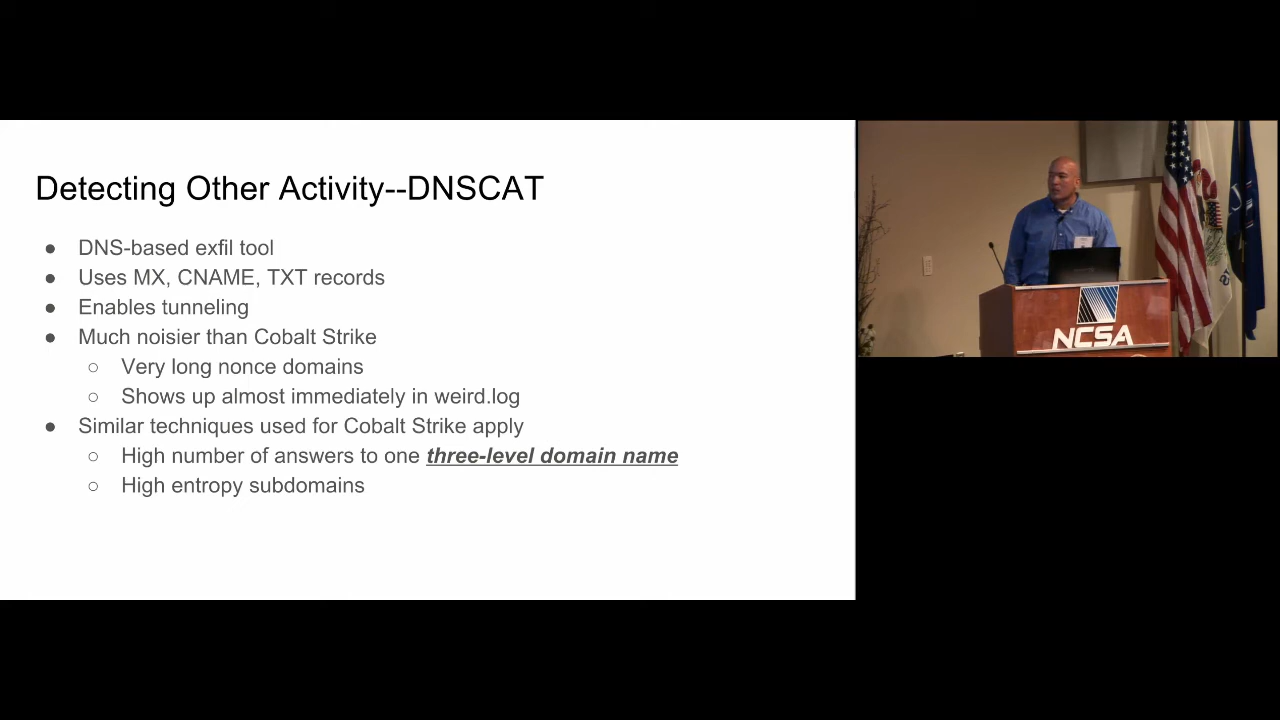 Detecting Other Activity--DNSCAT
● DNS-based exfil tool
● Uses MX, CNAME, TXT records
● Enables tunneling
● Much noisier than Cobalt Strike
○ Very long nonce domains
○ Shows up almost immediately in weird.log
● Similar techniques used for Cobalt Strike apply
○ High number of answers to one three-level domain name
○ High entropy subdomains
NCSA